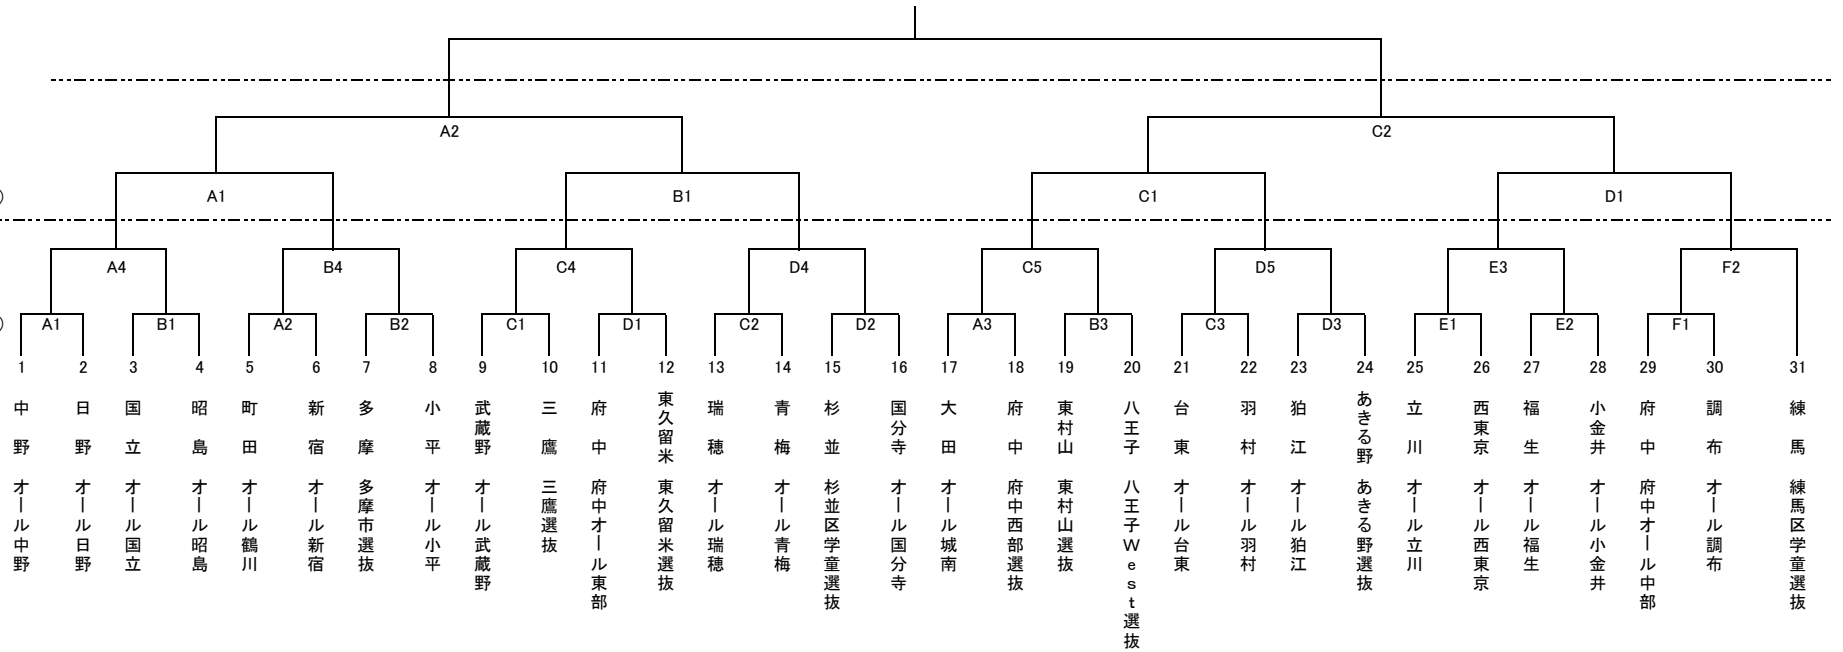 A2 C2
) A1 B1 C1 D1
A4 B4 C4 D4 C5 D5 E3 F2
) A1 B1 A2 B2 C1 D1 C2 D2 A3 B3 C3 D3 E1 E2 F1
1 2 3 4 5 6 7 8 9 10 11 12 13 14 15 16 17 18 19 20 21 22 23 24 25 26 27 28 29 30 31
中野 オール中野
日野 オール日野
国立 オール国立
昭島 オール昭島
町田 オール鶴川
新宿 オール新宿
多摩 多摩市選抜
小平 オール小平
武蔵野 オール武蔵野
三鷹 三鷹選抜
府中 府中オール東部
東久留米 東久留米選抜
瑞穂 オール瑞穂
青梅 オール青梅
杉並 杉並区学童選抜
国分寺 オール国分寺
大田 オール城南
府中 府中西部選抜
東村山 東村山選抜
八王子 八王子West選抜
台東 オール台東
羽村 オール羽村
狛江 オール狛江
あきる野 あきる野選抜
立川 オール立川
西東京 オール西東京
福生 オール福生
小金井 オール小金井
府中 府中オール中部
調布 オール調布
練馬 練馬区学童選抜